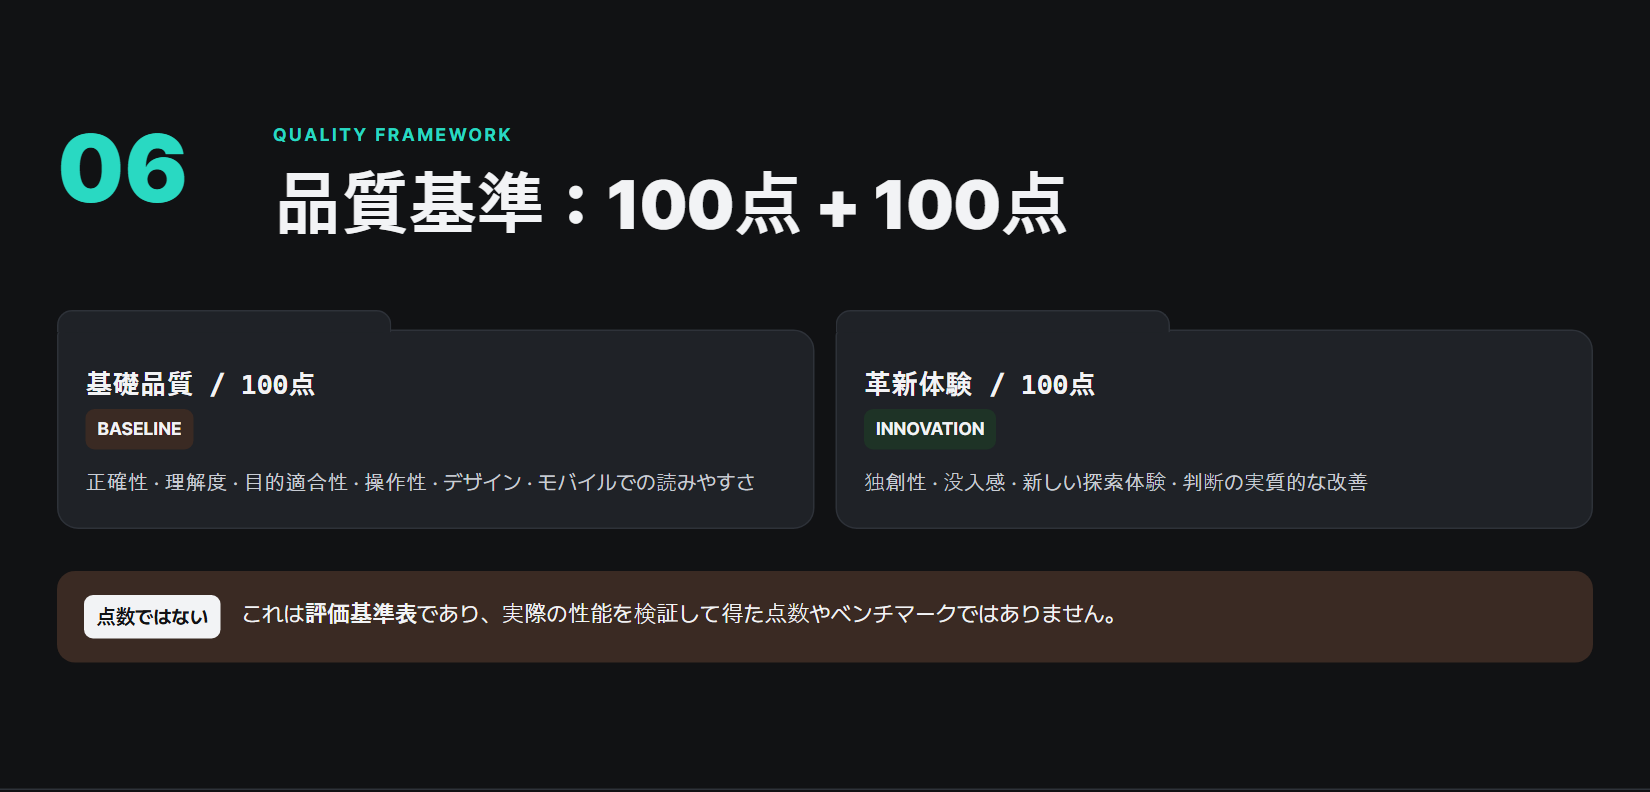 06
QUALITY FRAMEWORK
品質基準：100点 + 100点
基礎品質 / 100点
BASELINE
正確性 · 理解度 · 目的適合性 · 操作性 · デザイン · モバイルでの読みやすさ
革新体験 / 100点
INNOVATION
独創性 · 没入感 · 新しい探索体験 · 判断の実質的な改善
点数ではない
これは評価基準表であり、実際の性能を検証して得た点数やベンチマークではありません。